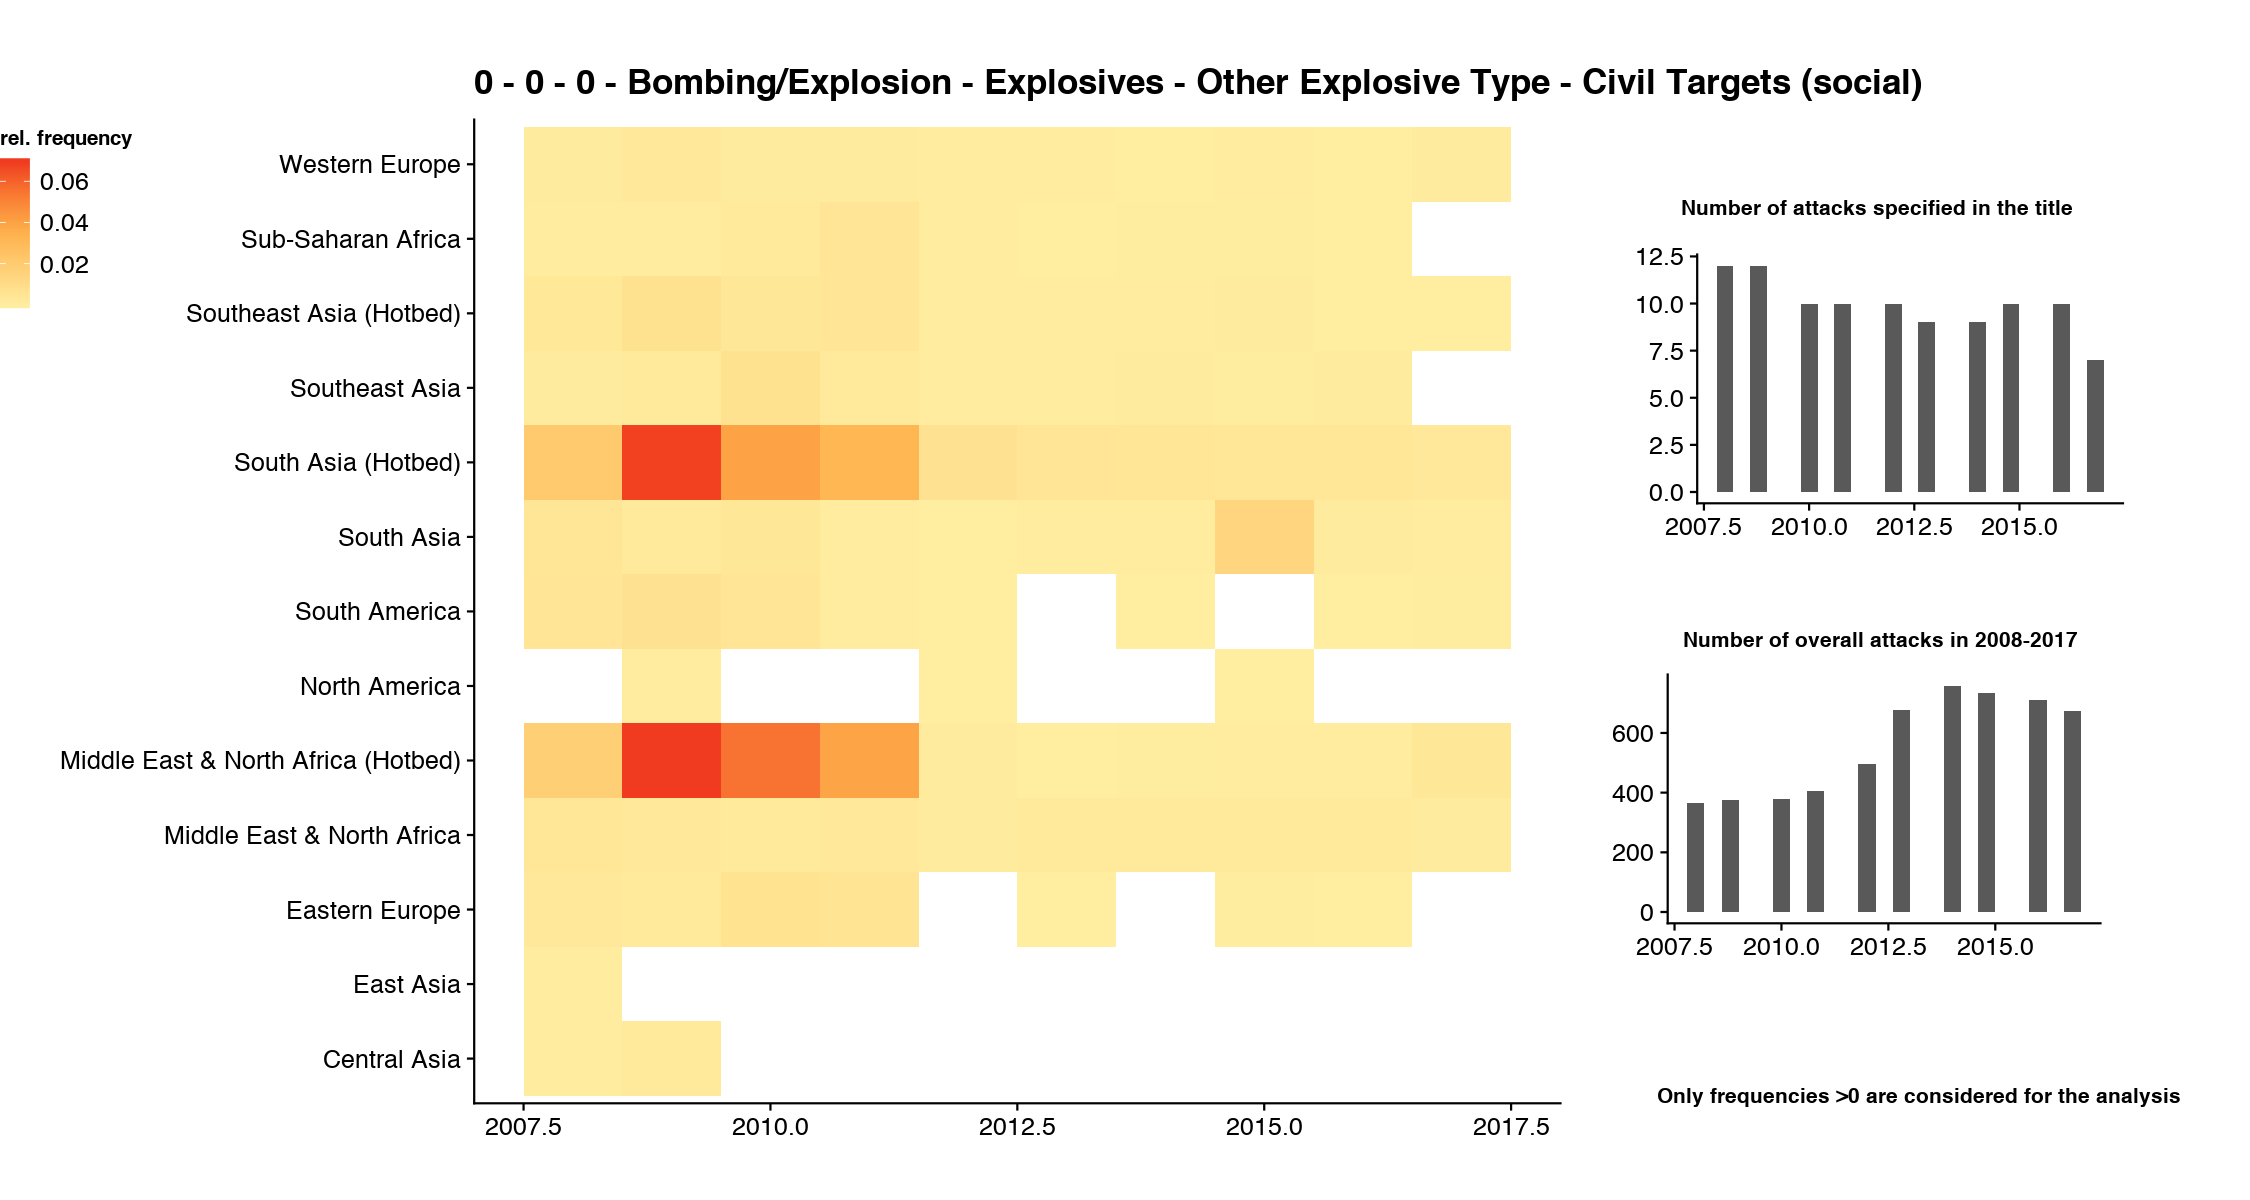 0 - 0 - 0 - Bombing/Explosion - Explosives - Other Explosive Type - Civil Targets (social)
rel. frequency
0.06
0.04
0.02
Western Europe
Sub-Saharan Africa
Southeast Asia (Hotbed)
Southeast Asia
South Asia (Hotbed)
South Asia
South America
North America
Middle East & North Africa (Hotbed)
Middle East & North Africa
Eastern Europe
East Asia
Central Asia
2007.5 2010.0 2012.5 2015.0 2017.5
Number of attacks specified in the title
12.5
10.0
7.5
5.0
2.5
0.0
2007.5 2010.0 2012.5 2015.0
Number of overall attacks in 2008-2017
600
400
200
0
2007.5 2010.0 2012.5 2015.0
Only frequencies >0 are considered for the analysis